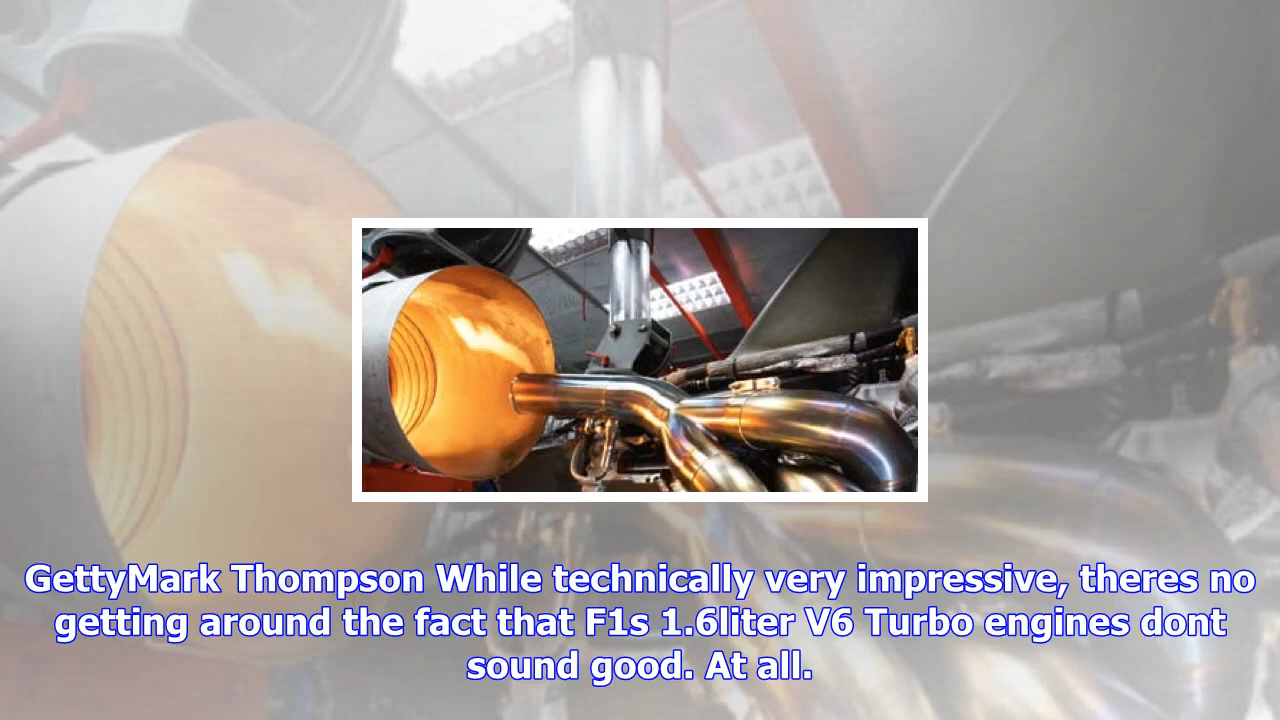 GettyMark Thompson While technically very impressive, theres no
getting around the fact that F1s 1.6liter V6 Turbo engines dont
sound good. At all.